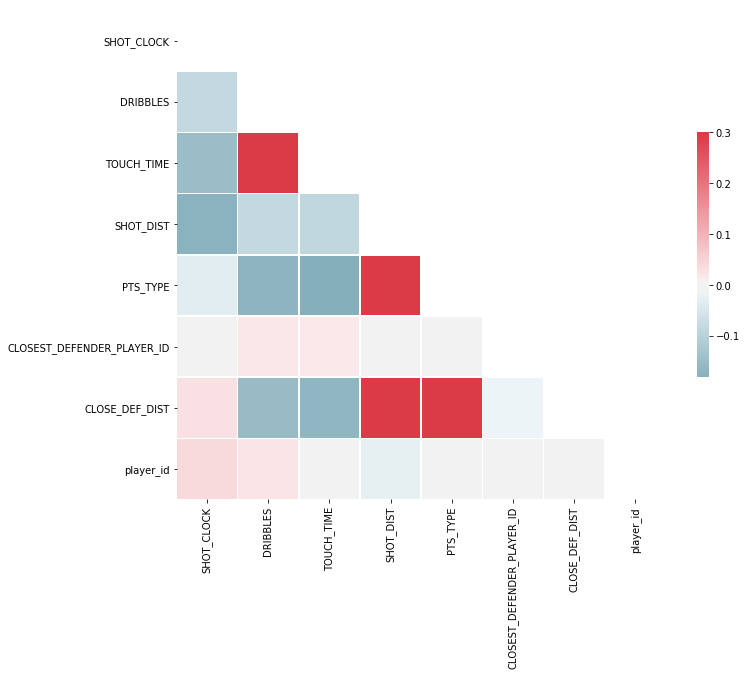 SHOT_CLOCK
DRIBBLES
TOUCH_TIME
SHOT_DIST
PTS_TYPE
CLOSEST_DEFENDER_PLAYER_ID
CLOSE_DEF_DIST
player_id
SHOT_CLOCK
DRIBBLES
TOUCH_TIME
SHOT_DIST
PTS_TYPE
CLOSEST_DEFENDER_PLAYER_ID
CLOSE_DEF_DIST
player_id
0.3
0.2
0.1
0.0
−0.1